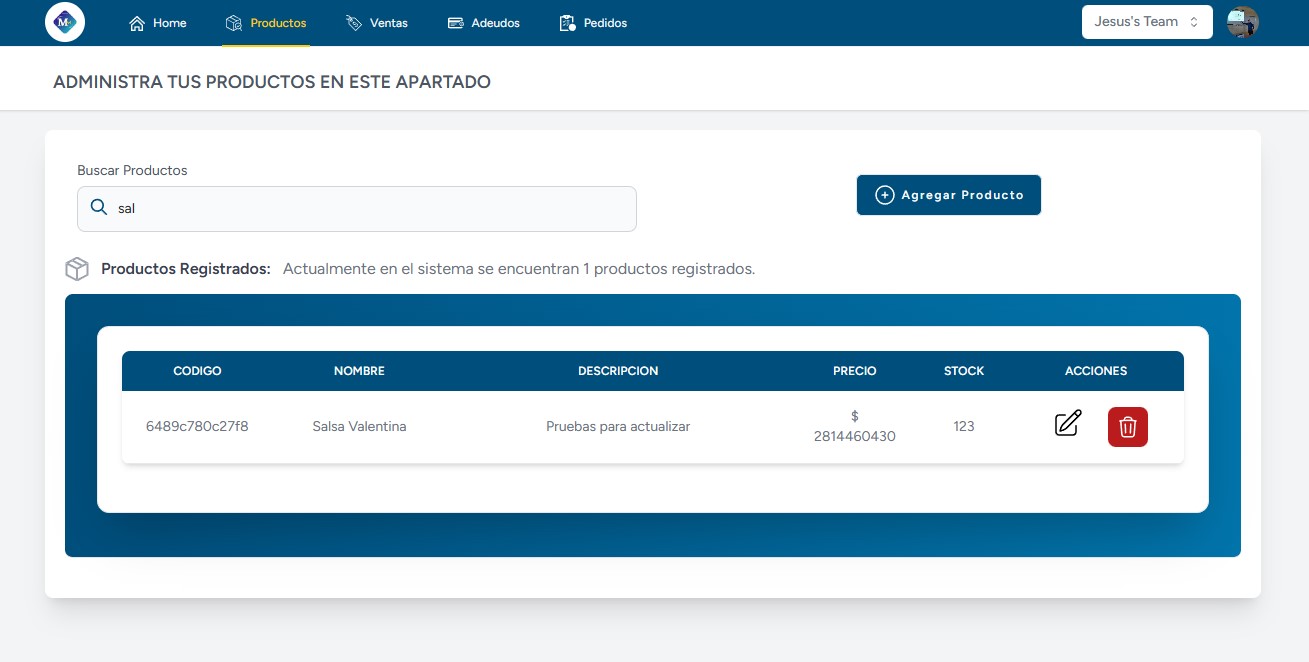 M
Home
Productos
Ventas
Adeudos
Pedidos
Jesus's Team
ADMINISTRA TUS PRODUCTOS EN ESTE APARTADO
Buscar Productos
sal
Agregar Producto
Productos Registrados: Actualmente en el sistema se encuentran 1 productos registrados.
CODIGO NOMBRE DESCRIPCION PRECIO STOCK ACCIONES
6489c780c27f8 Salsa Valentina Pruebas para actualizar $ 2814460430 123